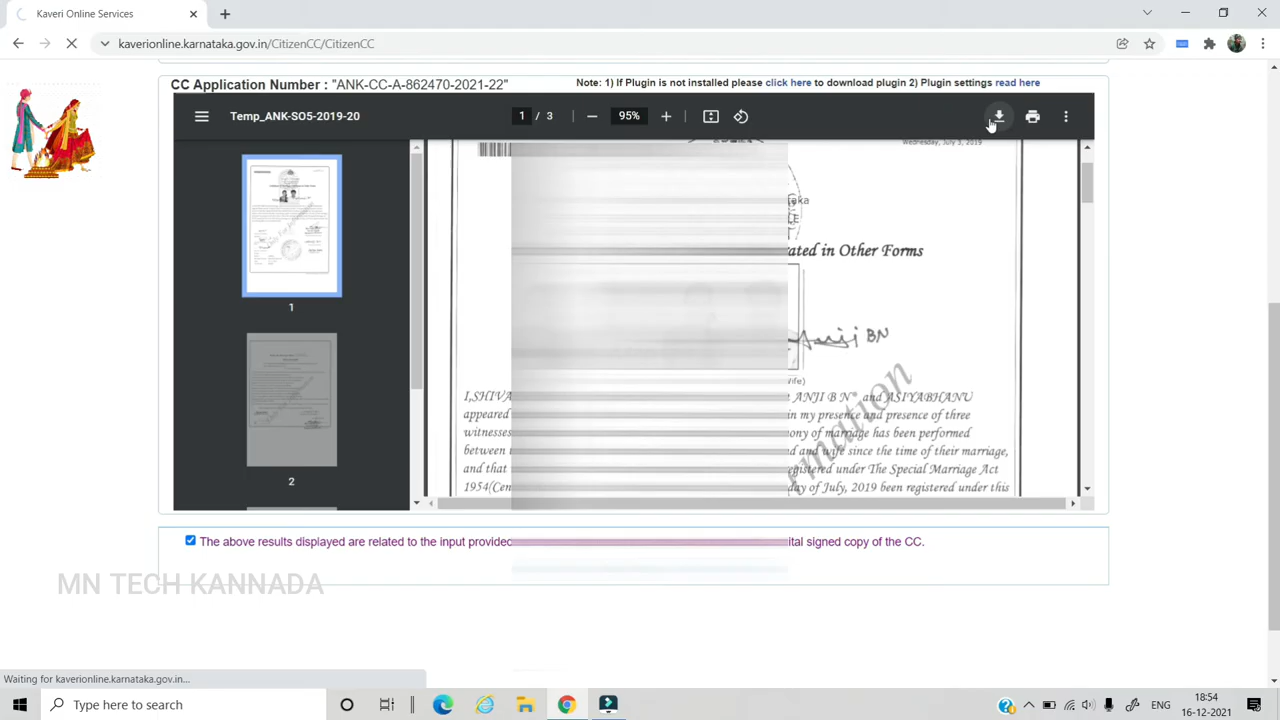 Kaveri Online Services
kaverionline.karnataka.gov.in/CitizenCC/CitizenCC
CC Application Number : "ANK-CC-A-862470-2021-22"
Note: 1) If Plugin is not installed please click here to download plugin 2) Plugin settings read here
Temp_ANK-SO5-2019-20
1 / 3
95%
Wednesday, July 3, 2019
rated in Other Forms
Anji BN
I,SHIVA
ANJI B N* and ASIYABHANU
appeared
in my presence and presence of three
witnesses
ony of marriage has been performed
between
d and wife since the time of their marriage,
and that
egistered under The Special Marriage Act
1954(Cen
day of July, 2019 been registered under this
1
2
The above results displayed are related to the input provided
ital signed copy of the CC.
MN TECH KANNADA
Waiting for kaverionline.karnataka.gov.in...
Type here to search
ENG
18:54
16-12-2021